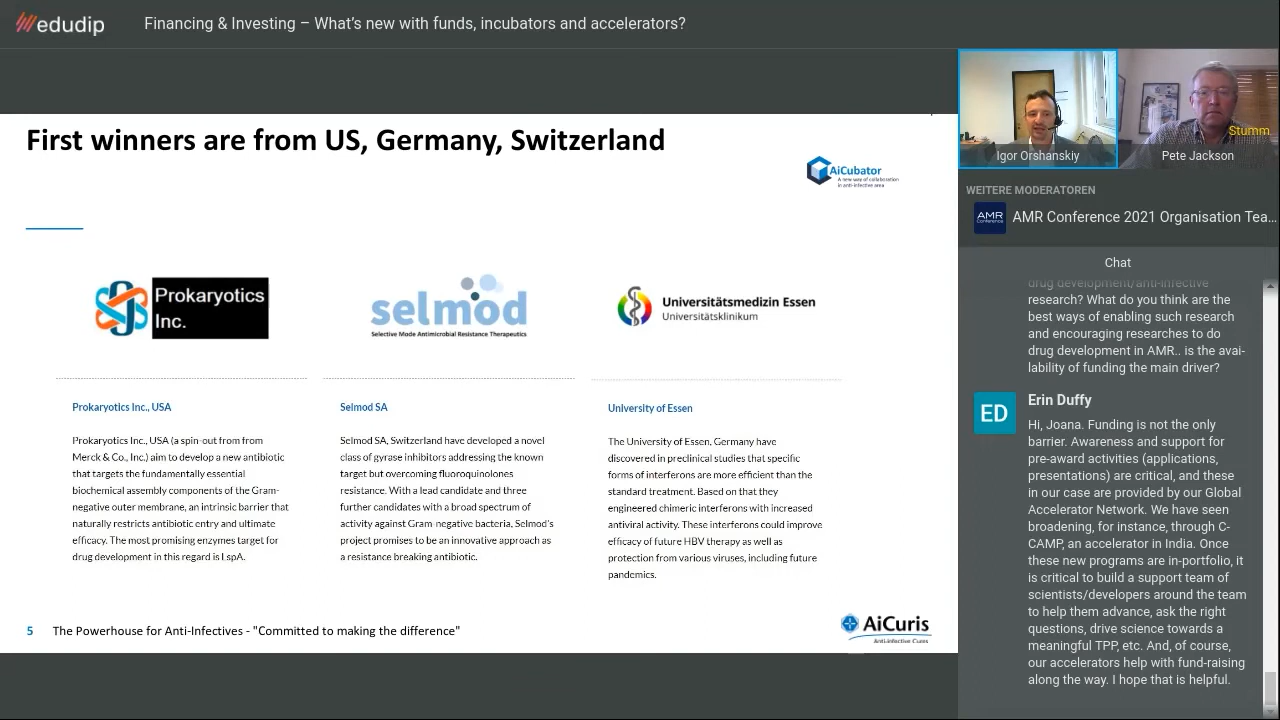 edudip
Financing & Investing – What's new with funds, incubators and accelerators?
First winners are from US, Germany, Switzerland
AiCubator
A new way of collaboration
in anti-infective area
Prokaryotics
Inc.
selmod
Selective Mode Antimicrobial Resistance Therapeutics
Universitätsmedizin Essen
Universitätsklinikum
Prokaryotics Inc., USA
Prokaryotics Inc., USA (a spin-out from from
Merck & Co., Inc.) aim to develop a new antibiotic
that targets the fundamentally essential
biochemical assembly components of the Gram-
negative outer membrane, an intrinsic barrier that
naturally restricts antibiotic entry and ultimate
efficacy. The most promising enzymes target for
drug development in this regard is LspA.
Selmod SA
Selmod SA, Switzerland have developed a novel
class of gyrase inhibitors addressing the known
target but overcoming fluoroquinolones
resistance. With a lead candidate and three
further candidates with a broad spectrum of
activity against Gram-negative bacteria, Selmod's
project promises to be an innovative approach as
a resistance breaking antibiotic.
University of Essen
The University of Essen, Germany have
discovered in preclinical studies that specific
forms of interferons are more efficient than the
standard treatment. Based on that they
engineered chimeric interferons with increased
antiviral activity. These interferons could improve
efficacy of future HBV therapy as well as
protection from various viruses, including future
pandemics.
5 The Powerhouse for Anti-Infectives - "Committed to making the difference"
AiCuris
Anti-infective Cures
Igor Orshanskiy
Stumm
Pete Jackson
WEITERE MODERATOREN
AMR
Conference
AMR Conference 2021 Organisation Tea...
Chat
drug development/anti-infective
research? What do you think are the
best ways of enabling such research
and encouraging researches to do
drug development in AMR.. is the avai-
lability of funding the main driver?
ED
Erin Duffy
Hi, Joana. Funding is not the only
barrier. Awareness and support for
pre-award activities (applications,
presentations) are critical, and these
in our case are provided by our Global
Accelerator Network. We have seen
broadening, for instance, through C-
CAMP, an accelerator in India. Once
these new programs are in-portfolio, it
is critical to build a support team of
scientists/developers around the team
to help them advance, ask the right
questions, drive science towards a
meaningful TPP, etc. And, of course,
our accelerators help with fund-raising
along the way. I hope that is helpful.